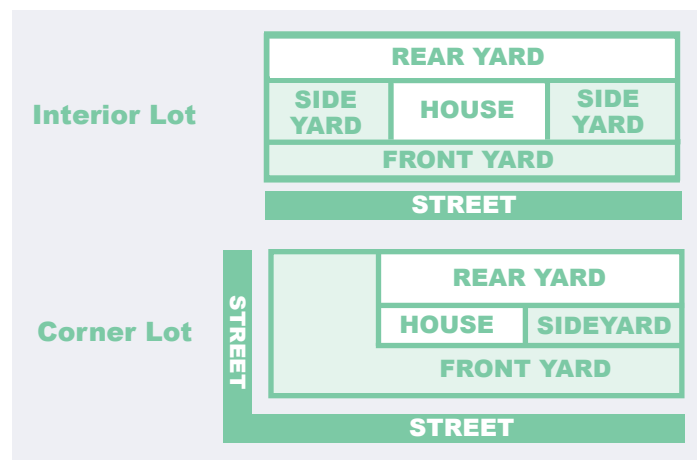 REAR YARD
Interior Lot
SIDE
YARD
HOUSE
SIDE
YARD
FRONT YARD
STREET
STREET
REAR YARD
Corner Lot
HOUSE
SIDEYARD
FRONT YARD
STREET